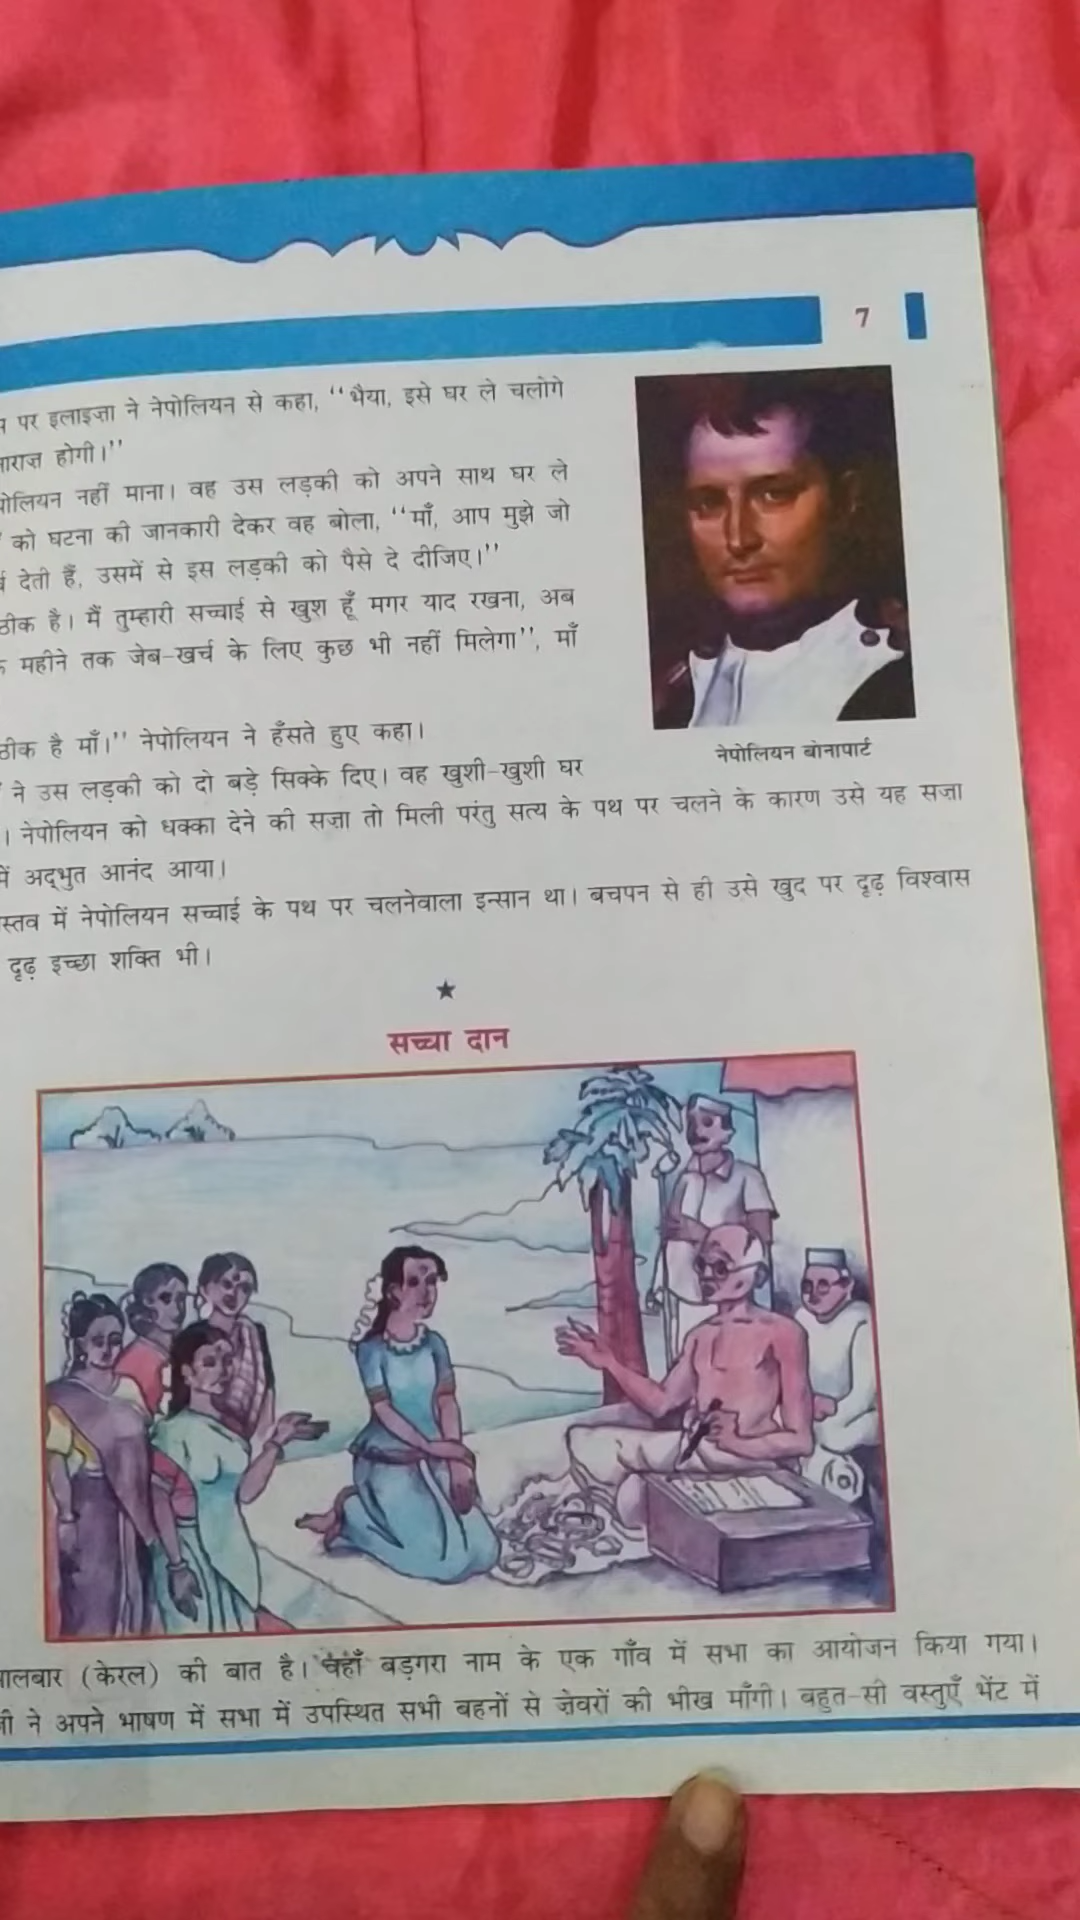 7
पर इलाइज़ा ने नेपोलियन से कहा, ‘‘भैया, इसे घर ले चलोगे
होगी।’’
नहीं माना। वह उस लड़की को अपने साथ घर ले
को घटना की जानकारी देकर वह बोला, ‘‘माँ, आप मुझे जो
देती हैं, उसमें से इस लड़की को पैसे दे दीजिए।’’
ठीक है। मैं तुम्हारी सच्चाई से खुश हूँ मगर याद रखना, अब
महीने तक जेब-खर्च के लिए कुछ भी नहीं मिलेगा’’, माँ
ठीक है माँ।’’ नेपोलियन ने हँसते हुए कहा।
ने उस लड़की को दो बड़े सिक्के दिए। वह खुशी-खुशी घर
। नेपोलियन को धक्का देने की सज़ा तो मिली परंतु सत्य के पथ पर चलने के कारण उसे यह सज़ा
में अद्भुत आनंद आया।
में नेपोलियन सच्चाई के पथ पर चलनेवाला इन्सान था। बचपन से ही उसे खुद पर दृढ़ विश्वास
दृढ़ इच्छा शक्ति भी।
नेपोलियन बोनापार्ट
★
सच्चा दान
(केरल) की बात है। वहाँ बड़गरा नाम के एक गाँव में सभा का आयोजन किया गया।
ने अपने भाषण में सभा में उपस्थित सभी बहनों से ज़ेवरों की भीख माँगी। बहुत-सी वस्तुएँ भेंट में